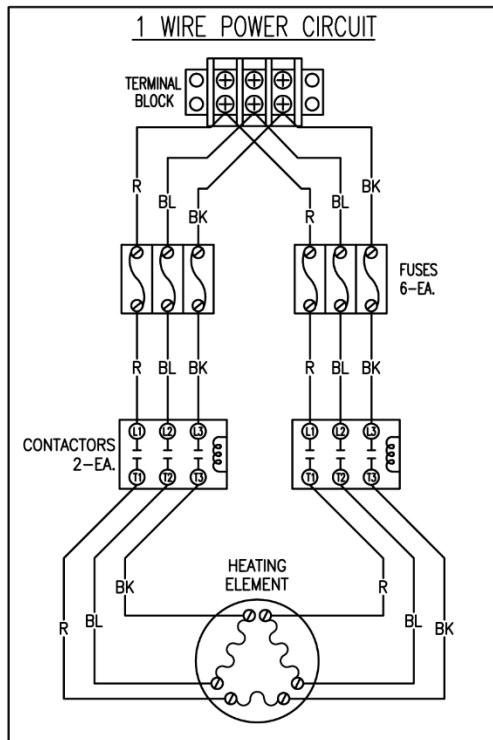 1 WIRE POWER CIRCUIT
TERMINAL
BLOCK
R BL BK R BL BK
FUSES
6-EA.
R BL BK R BL BK
CONTACTORS
2-EA.
L1 L2 L3 L1 L2 L3
T1 T2 T3 T1 T2 T3
HEATING
ELEMENT
R BL BK R BL BK